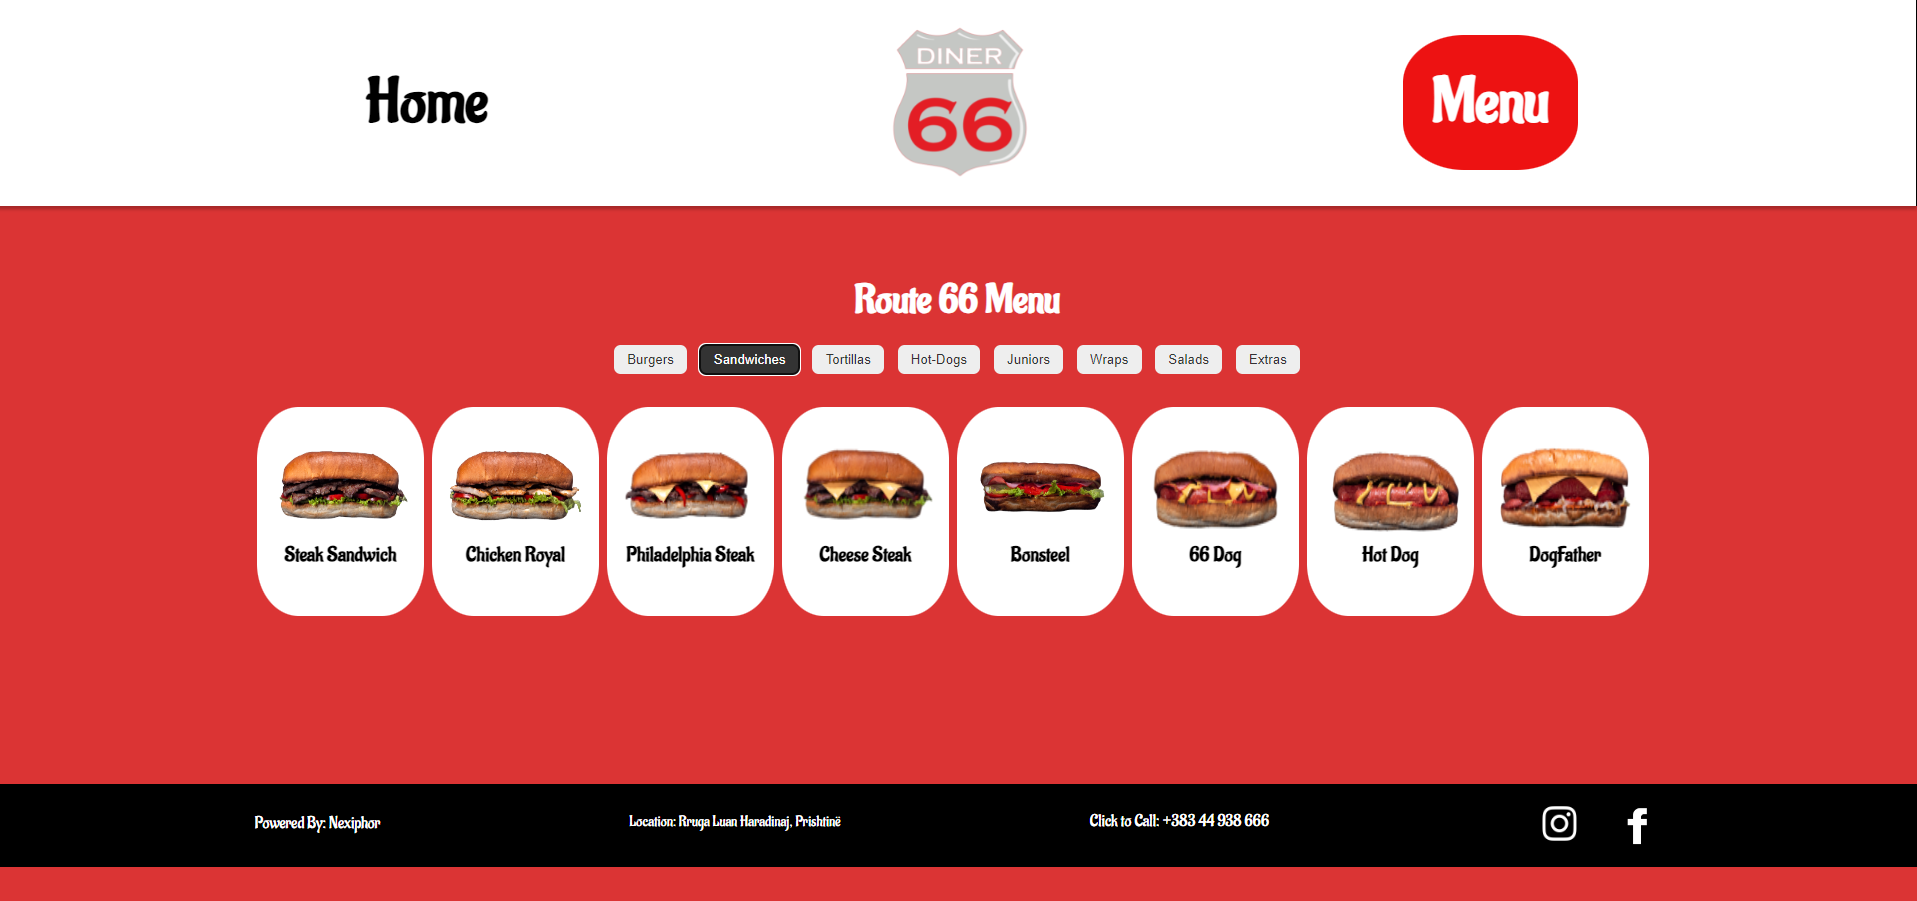 Home
DINER
66
Menu
Route 66 Menu
Burgers
Sandwiches
Tortillas
Hot-Dogs
Juniors
Wraps
Salads
Extras
Steak Sandwich
Chicken Royal
Philadelphia Steak
Cheese Steak
Bonsteel
66 Dog
Hot Dog
DogFather
Powered By: Nexiphor
Location: Rruga Luan Haradinaj, Prishtinë
Click to Call: +383 44 938 666